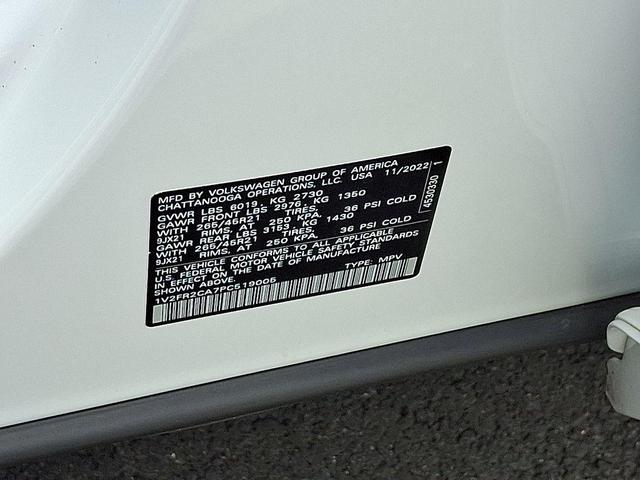 MFD BY VOLKSWAGEN GROUP OF AMERICA
CHATTANOOGA OPERATIONS, LLC. USA 11/2022
GVWR LBS 6019, KG 2730
GAWR FRONT LBS 2976, KG 1350
WITH 265/45R21 TIRES,
9JX21 RIMS, AT 250 KPA, 36 PSI COLD
GAWR REAR LBS 3153, KG 1430
WITH 265/45R21 TIRES,
9JX21 RIMS, AT 250 KPA, 36 PSI COLD
THIS VEHICLE CONFORMS TO ALL APPLICABLE
U.S. FEDERAL MOTOR VEHICLE SAFETY STANDARDS
IN EFFECT ON THE DATE OF MANUFACTURE
SHOWN ABOVE.
1V2FR2CA7PC519005 TYPE: MPV
4530330 1